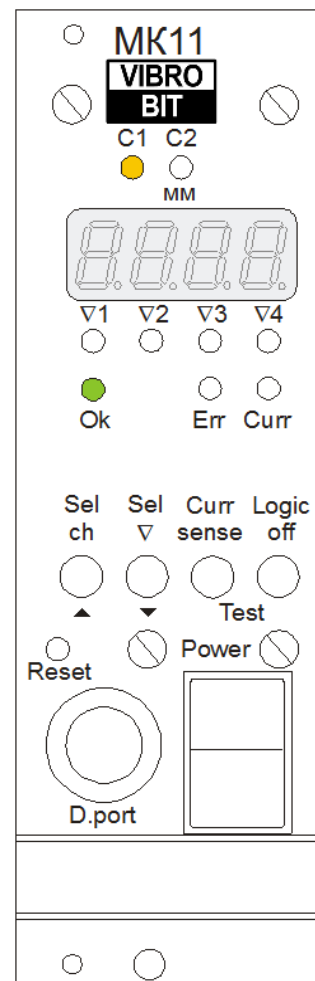 МК11
VIBRO
BIT
C1 C2
мм
▽1 ▽2 ▽3 ▽4
Ok Err Curr
Sel Sel Curr Logic
ch ▽ sense off
Test
Power
Reset
D.port